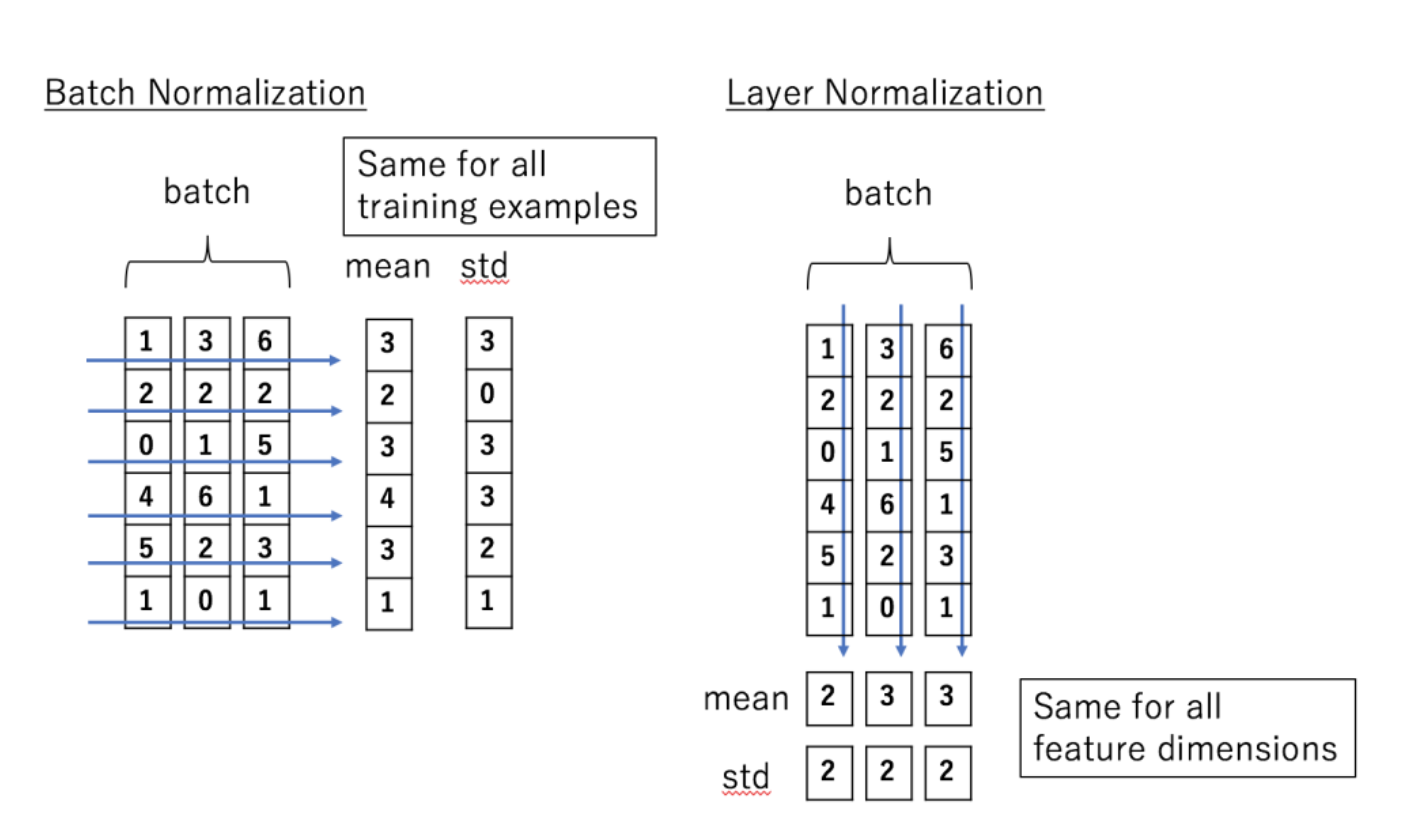 Batch Normalization
batch
Same for all
training examples
mean std
1 3 6 3 3
2 2 2 2 0
0 1 5 3 3
4 6 1 4 3
5 2 3 3 2
1 0 1 1 1
Layer Normalization
batch
1 3 6
2 2 2
0 1 5
4 6 1
5 2 3
1 0 1
mean 2 3 3
std 2 2 2
Same for all
feature dimensions